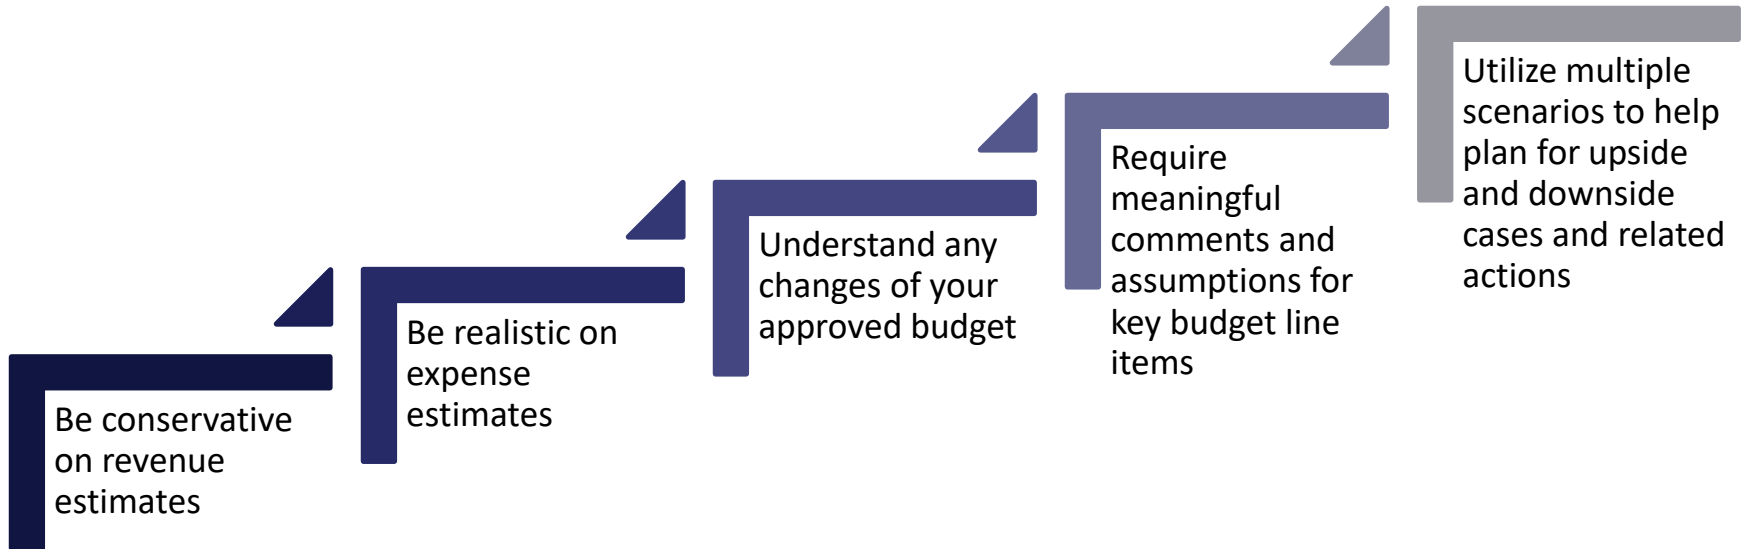 Be conservative
on revenue
estimates
Be realistic on
expense
estimates
Understand any
changes of your
approved budget
Require
meaningful
comments and
assumptions for
key budget line
items
Utilize multiple
scenarios to help
plan for upside
and downside
cases and related
actions